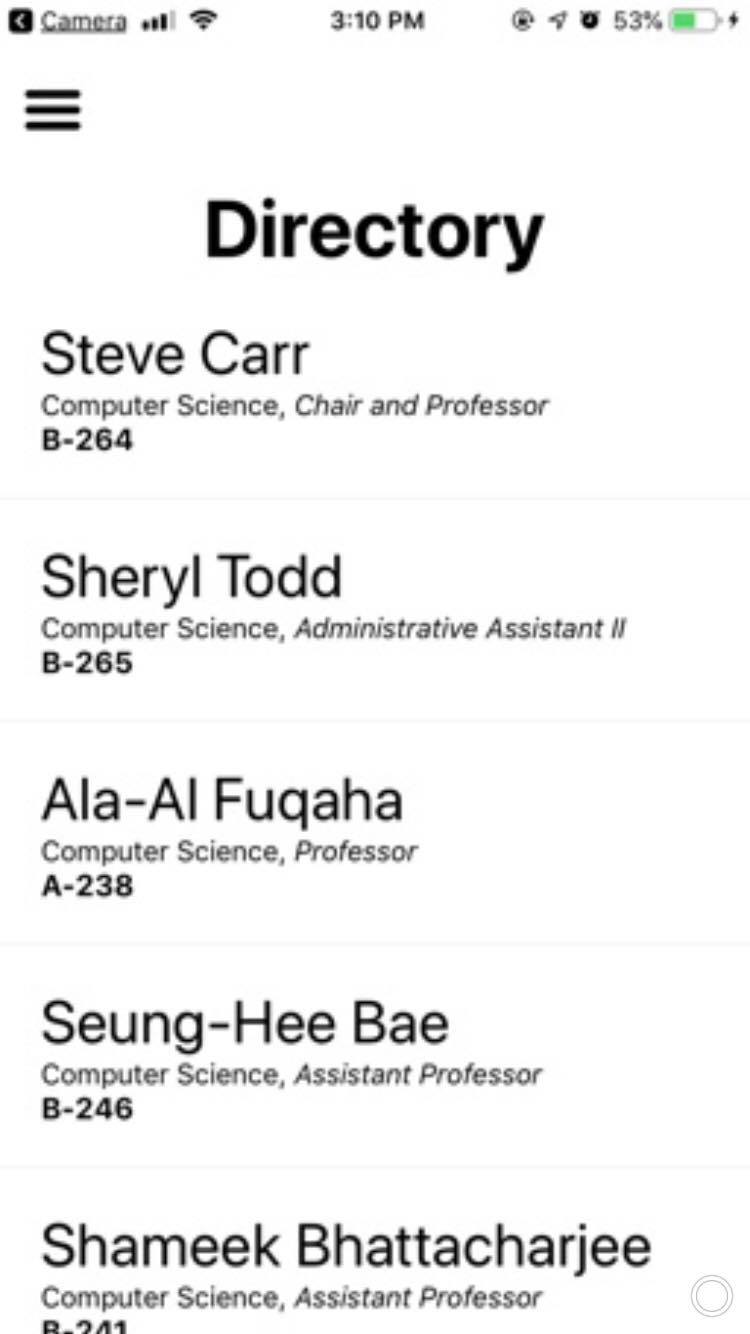 Camera 3:10 PM 53%
Directory
Steve Carr
Computer Science, Chair and Professor
B-264
Sheryl Todd
Computer Science, Administrative Assistant II
B-265
Ala-Al Fuqaha
Computer Science, Professor
A-238
Seung-Hee Bae
Computer Science, Assistant Professor
B-246
Shameek Bhattacharjee
Computer Science, Assistant Professor
B-241